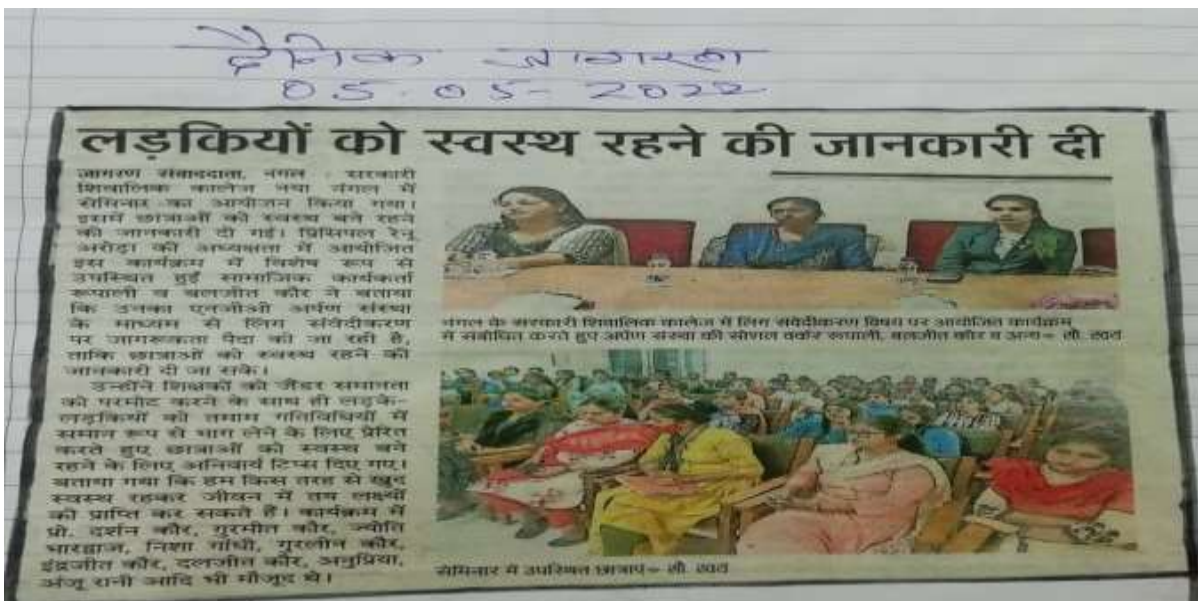 दैनिक जागरण
05-05-2022
लड़कियों को स्वस्थ रहने की जानकारी दी
जागरण संवाददाता, नंगल : सरकारी
शिवालिक कालेज नया नंगल में
सेमिनार का आयोजन किया गया।
इसमें छात्राओं को स्वस्थ बने रहने
की जानकारी दी गई। प्रिंसिपल रेनू
अरोड़ा की अध्यक्षता में आयोजित
इस कार्यक्रम में विशेष रूप से
उपस्थित हुईं सामाजिक कार्यकर्ता
रूपाली व बलजीत कौर ने बताया
कि उनका एनजीओ अर्पण संस्था
के माध्यम से लिंग संवेदीकरण
पर जागरूकता पैदा की जा रही है,
ताकि छात्राओं को स्वस्थ रहने की
जानकारी दी जा सके।
उन्होंने शिक्षकों को जेंडर समानता
को परमोट करने के साथ ही लड़के-
लड़कियों को तमाम गतिविधियों में
समान रूप से भाग लेने के लिए प्रेरित
करते हुए छात्राओं को स्वस्थ बने
रहने के लिए अनिवार्य टिप्स दिए गए।
बताया गया कि हम किस तरह से खुद
स्वस्थ रहकर जीवन में तय लक्ष्यों
की प्राप्ति कर सकते हैं। कार्यक्रम में
प्रो. दर्शन कौर, गुरमीत कौर, ज्योति
भारद्वाज, निशा गांधी, गुरलीन कौर,
इंद्रजीत कौर, दलजीत कौर, अनुप्रिया,
अंजू रानी आदि भी मौजूद थे।
नंगल के सरकारी शिवालिक कालेज में लिंग संवेदीकरण विषय पर आयोजित कार्यक्रम
में संबोधित करते हुए अर्पण संस्था की सोशल वर्कर रूपाली, बलजीत कौर व अन्य॰ सौ. स्वयं
सेमिनार में उपस्थित छात्राएं॰ सौ. स्वयं